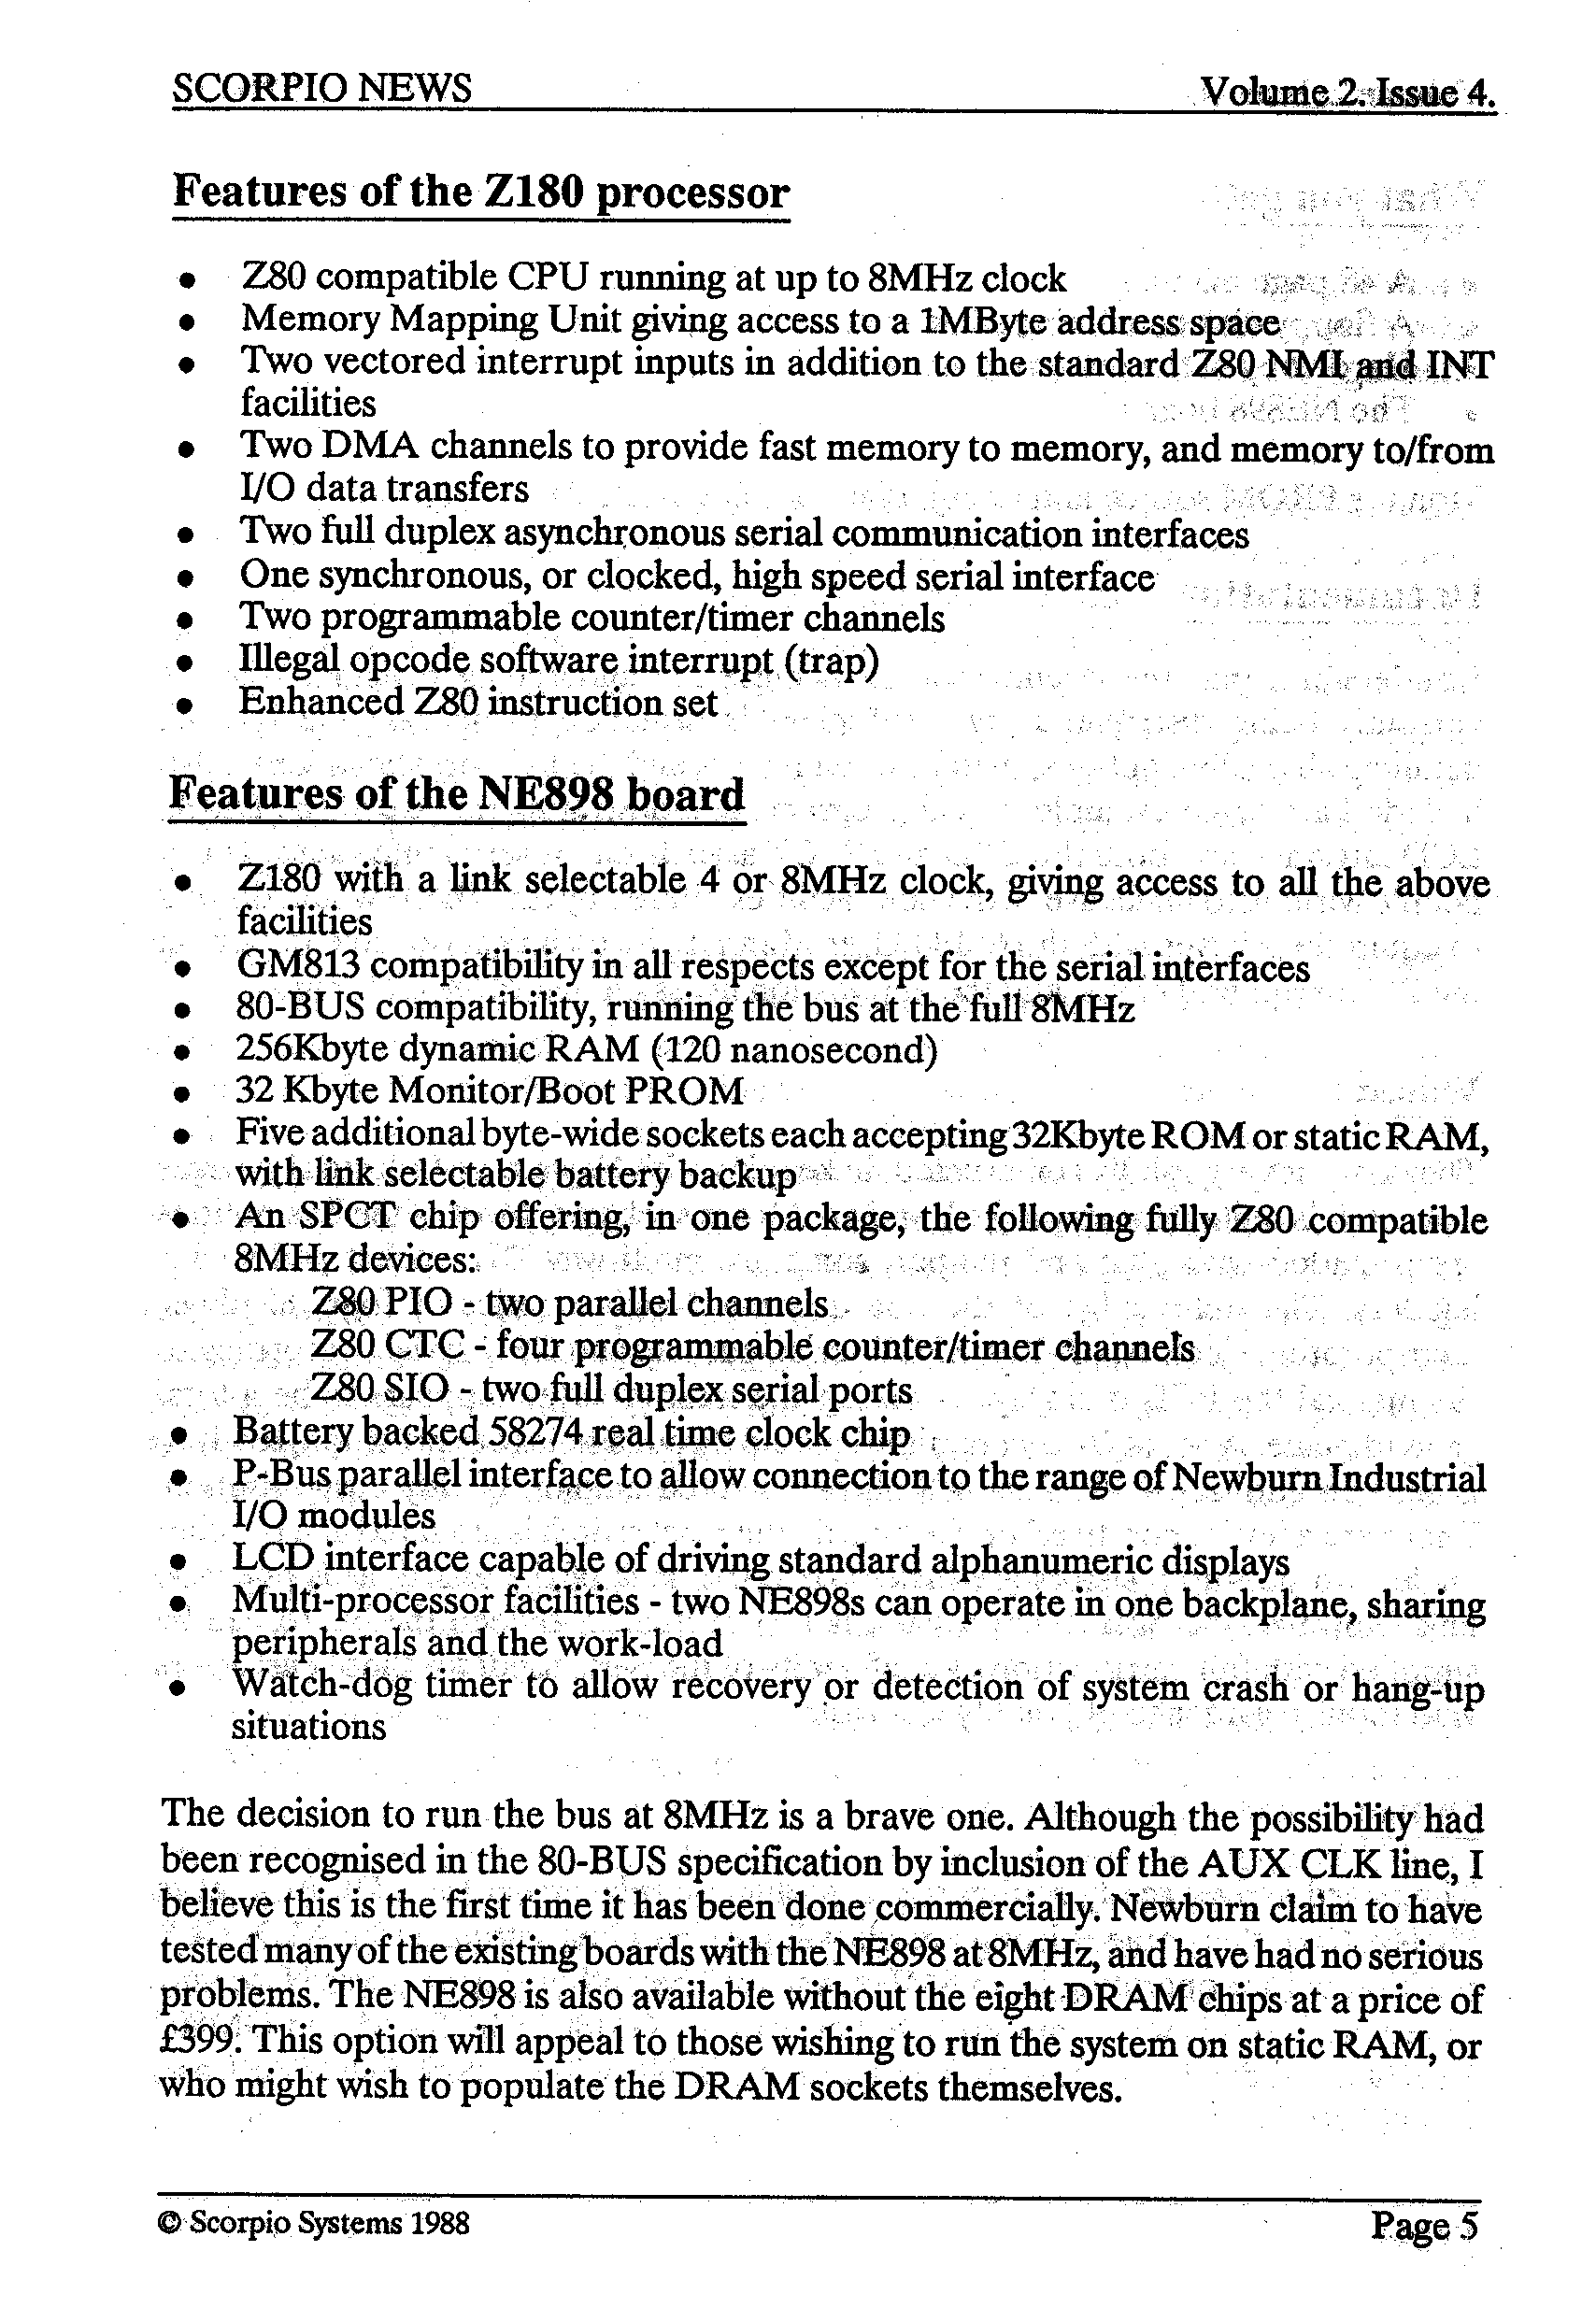 SCORPIO NEWS
Volume 2. Issue 4.
Features of the Z180 processor
• Z80 compatible CPU running at up to 8MHz clock
• Memory Mapping Unit giving access to a 1MByte address space
• Two vectored interrupt inputs in addition to the standard Z80 NMI and INT
facilities
• Two DMA channels to provide fast memory to memory, and memory to/from
I/O data transfers
• Two full duplex asynchronous serial communication interfaces
• One synchronous, or clocked, high speed serial interface
• Two programmable counter/timer channels
• Illegal opcode software interrupt (trap)
• Enhanced Z80 instruction set
Features of the NE898 board
• Z180 with a link selectable 4 or 8MHz clock, giving access to all the above
facilities
• GM813 compatibility in all respects except for the serial interfaces
• 80-BUS compatibility, running the bus at the full 8MHz
• 256Kbyte dynamic RAM (120 nanosecond)
• 32 Kbyte Monitor/Boot PROM
• Five additional byte-wide sockets each accepting 32Kbyte ROM or static RAM,
with link selectable battery backup
• An SPCT chip offering, in one package, the following fully Z80 compatible
8MHz devices:
Z80 PIO - two parallel channels
Z80 CTC - four programmable counter/timer channels
Z80 SIO - two full duplex serial ports
• Battery backed 58274 real time clock chip
• P-Bus parallel interface to allow connection to the range of Newburn Industrial
I/O modules
• LCD interface capable of driving standard alphanumeric displays
• Multi-processor facilities - two NE898s can operate in one backplane, sharing
peripherals and the work-load
• Watch-dog timer to allow recovery or detection of system crash or hang-up
situations
The decision to run the bus at 8MHz is a brave one. Although the possibility had
been recognised in the 80-BUS specification by inclusion of the AUX CLK line, I
believe this is the first time it has been done commercially. Newburn claim to have
tested many of the existing boards with the NE898 at 8MHz, and have had no serious
problems. The NE898 is also available without the eight DRAM chips at a price of
£399. This option will appeal to those wishing to run the system on static RAM, or
who might wish to populate the DRAM sockets themselves.
© Scorpio Systems 1988
Page 5